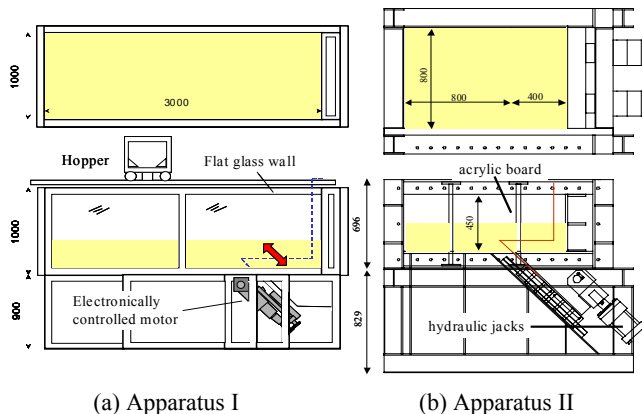 1000
3000
Hopper
Flat glass wall
1000
900
Electronically
controlled motor
(a) Apparatus I
800
800
400
acrylic board
696
450
829
hydraulic jacks
(b) Apparatus II